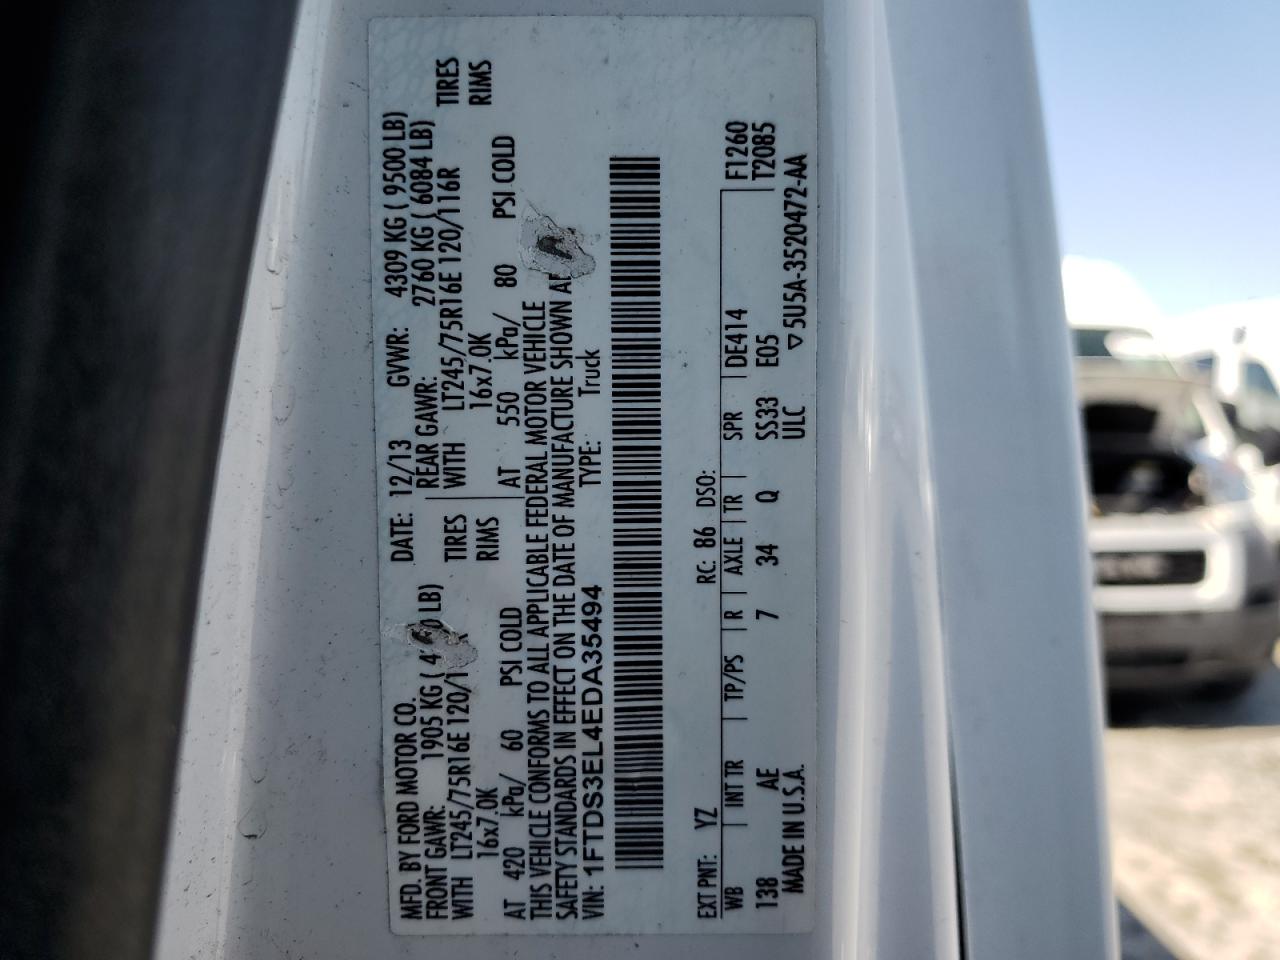 MFD. BY FORD MOTOR CO. DATE: 12/13 GVWR: 4309 KG ( 9500 LB)
FRONT GAWR: 1905 KG ( LB) REAR GAWR: 2760 KG ( 6084 LB)
WITH LT245/75R16E TIRES WITH LT245/75R16E 120/116R TIRES
16x7.0K RIMS 16x7.0K RIMS
AT 420 kPa/ 60 PSI COLD AT 550 kPa/ 80 PSI COLD
THIS VEHICLE CONFORMS TO ALL APPLICABLE FEDERAL MOTOR VEHICLE
SAFETY STANDARDS IN EFFECT ON THE DATE OF MANUFACTURE SHOWN
VIN: 1FTDS3EL4EDA35494 TYPE: Truck
EXT PNT: YZ RC: 86 DSO:
WB INT TR TP/PS R AXLE TR SPR F1260
138 AE 7 34 Q SS33 DE414 T2085
MADE IN U.S.A. ULC E05
▽ 5U5A-3520472-AA